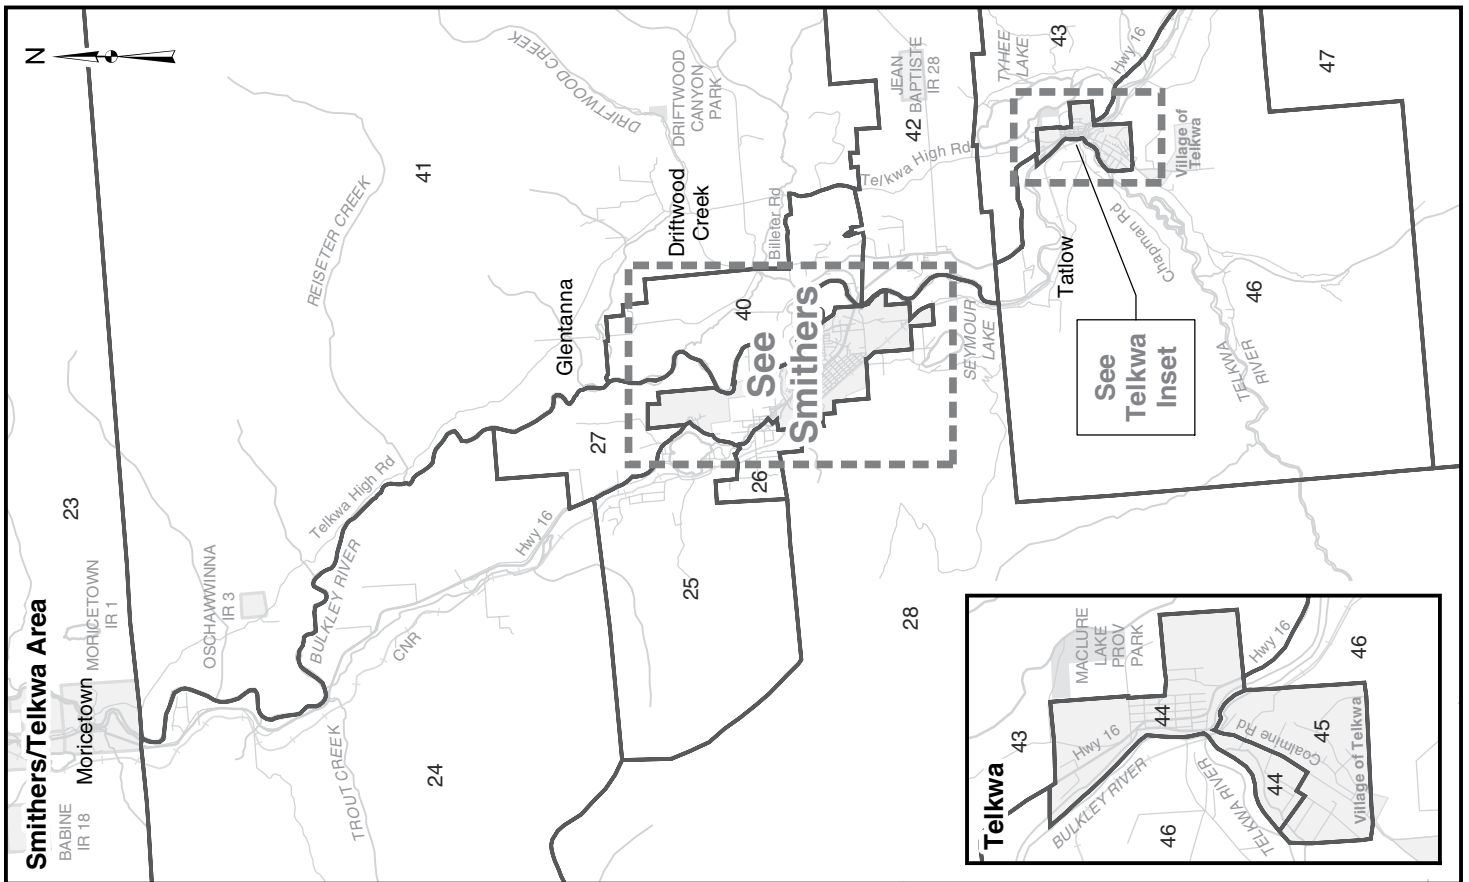 Smithers/Telkwa Area
N
23
BABINE
IR 18
Moricetown
MORICETOWN
IR 1
OSCHAWWINNA
IR 3
BULKLEY RIVER
Telkwa High Rd
CNR
Hwy 16
TROUT CREEK
24
REISETER CREEK
41
DRIFTWOOD CREEK
DRIFTWOOD
CANYON
PARK
Driftwood
Creek
Glentanna
Billeter Rd
27
40
See
Smithers
26
25
28
JEAN
BAPTISTE
IR 28
42
Telkwa High Rd
TYHEE
LAKE
43
Hwy 16
47
Village of
Telkwa
Tatlow
Chapman Rd
SEYMOUR
LAKE
46
TELKWA
RIVER
See
Telkwa
Inset
Telkwa
43
MACLURE
LAKE
PROV
PARK
Hwy 16
44
Hwy 16
46
BULKLEY RIVER
TELKWA RIVER
Coalmine Rd
45
44
46
Village of Telkwa